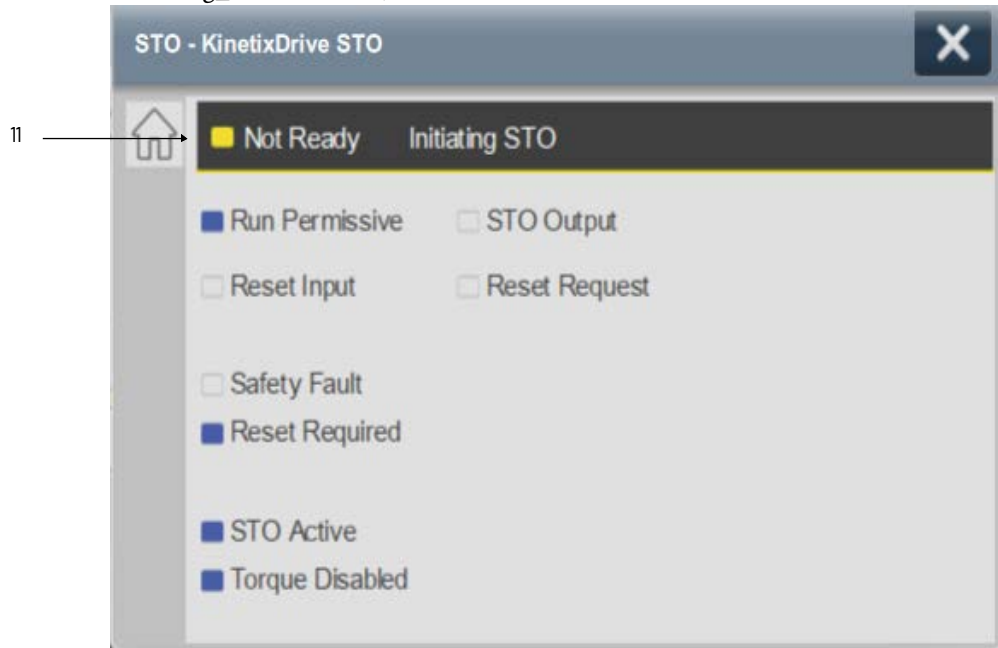 STO - KinetixDrive STO
11
Not Ready Initiating STO
Run Permissive STO Output
Reset Input Reset Request
Safety Fault
Reset Required
STO Active
Torque Disabled